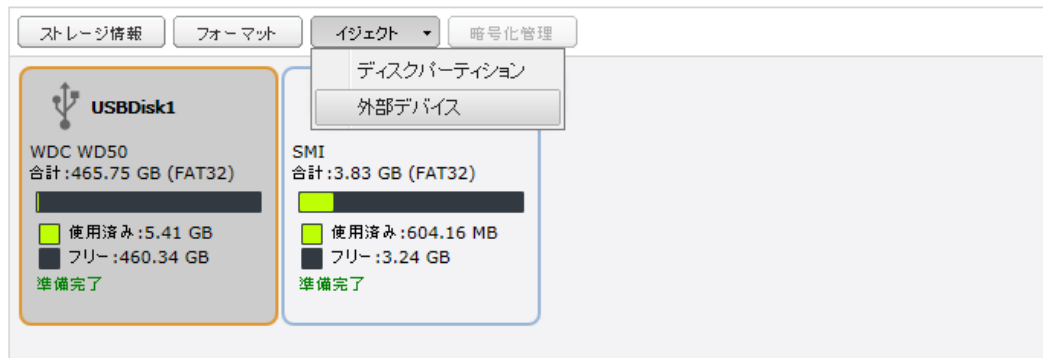 ストレージ情報 フォーマット イジェクト 暗号化管理
ディスクパーティション
外部デバイス
USBDisk1
WDC WD50
合計:465.75 GB (FAT32)
使用済み:5.41 GB
フリー:460.34 GB
準備完了
SMI
合計:3.83 GB (FAT32)
使用済み:604.16 MB
フリー:3.24 GB
準備完了